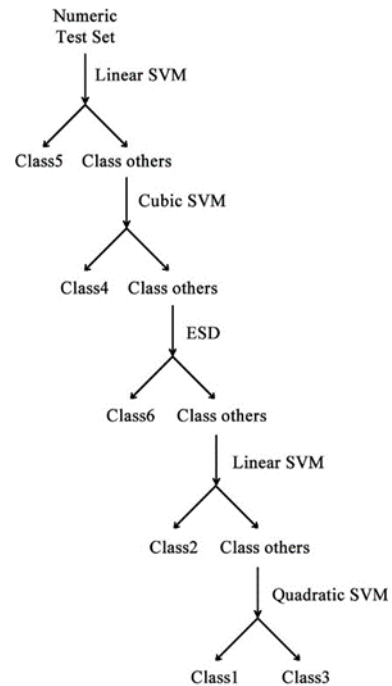 Numeric
Test Set
Linear SVM
Class5 Class others
Cubic SVM
Class4 Class others
ESD
Class6 Class others
Linear SVM
Class2 Class others
Quadratic SVM
Class1 Class3